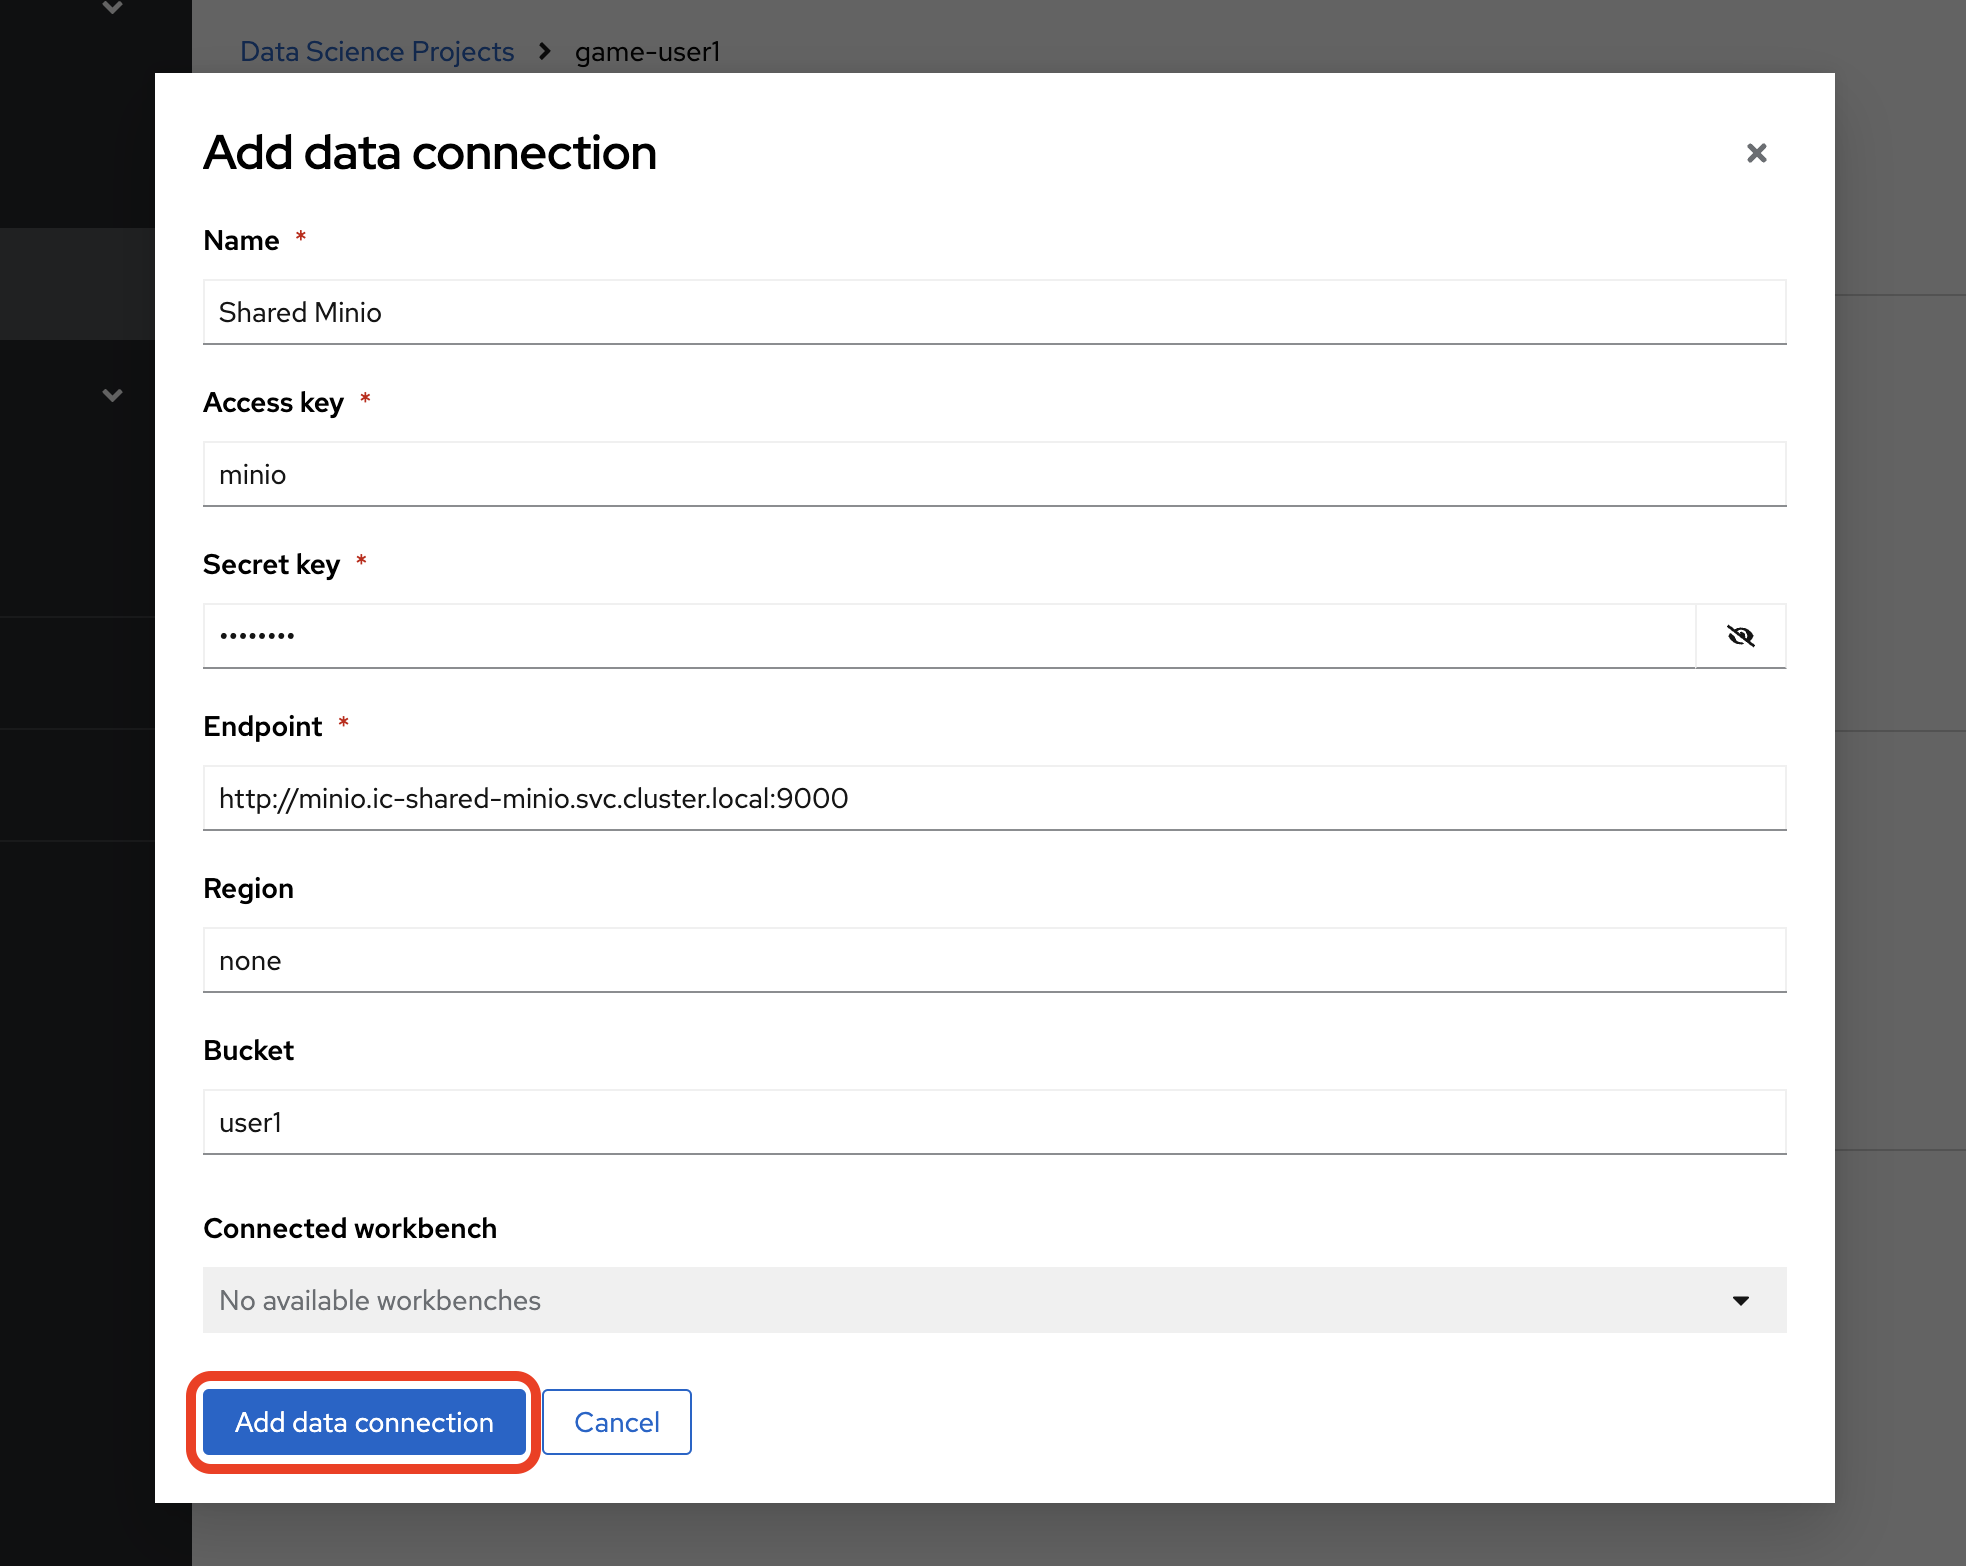 Data Science Projects > game-user1
Add data connection
Name *
Shared Minio
Access key *
minio
Secret key *
••••••••
Endpoint *
http://minio.ic-shared-minio.svc.cluster.local:9000
Region
none
Bucket
user1
Connected workbench
No available workbenches
Add data connection
Cancel